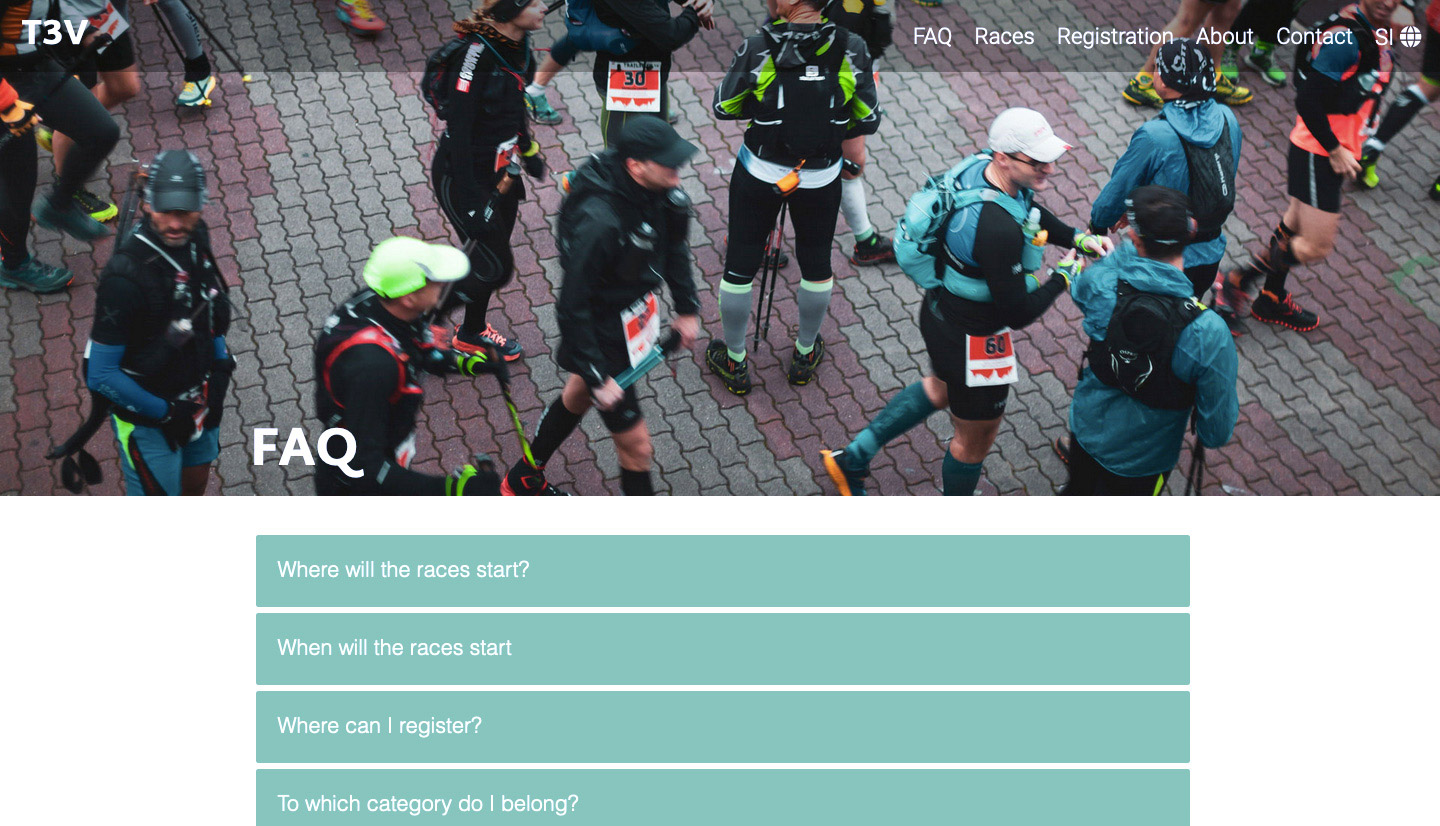 T3V
FAQ Races Registration About Contact SI
30
60
FAQ
Where will the races start?
When will the races start
Where can I register?
To which category do I belong?